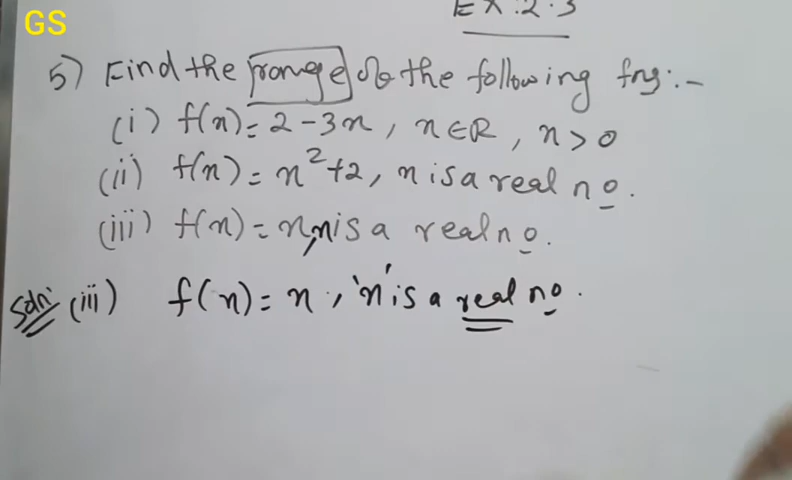 GS
Ex:2.3
5) Find the range of the following fns:-
(i) f(x)= 2-3x, x∈R, x>0
(ii) f(x)= x²+2, x is a real no.
(iii) f(x)= x, x is a real no.
Soln: (iii) f(x)= x, 'x' is a real no.